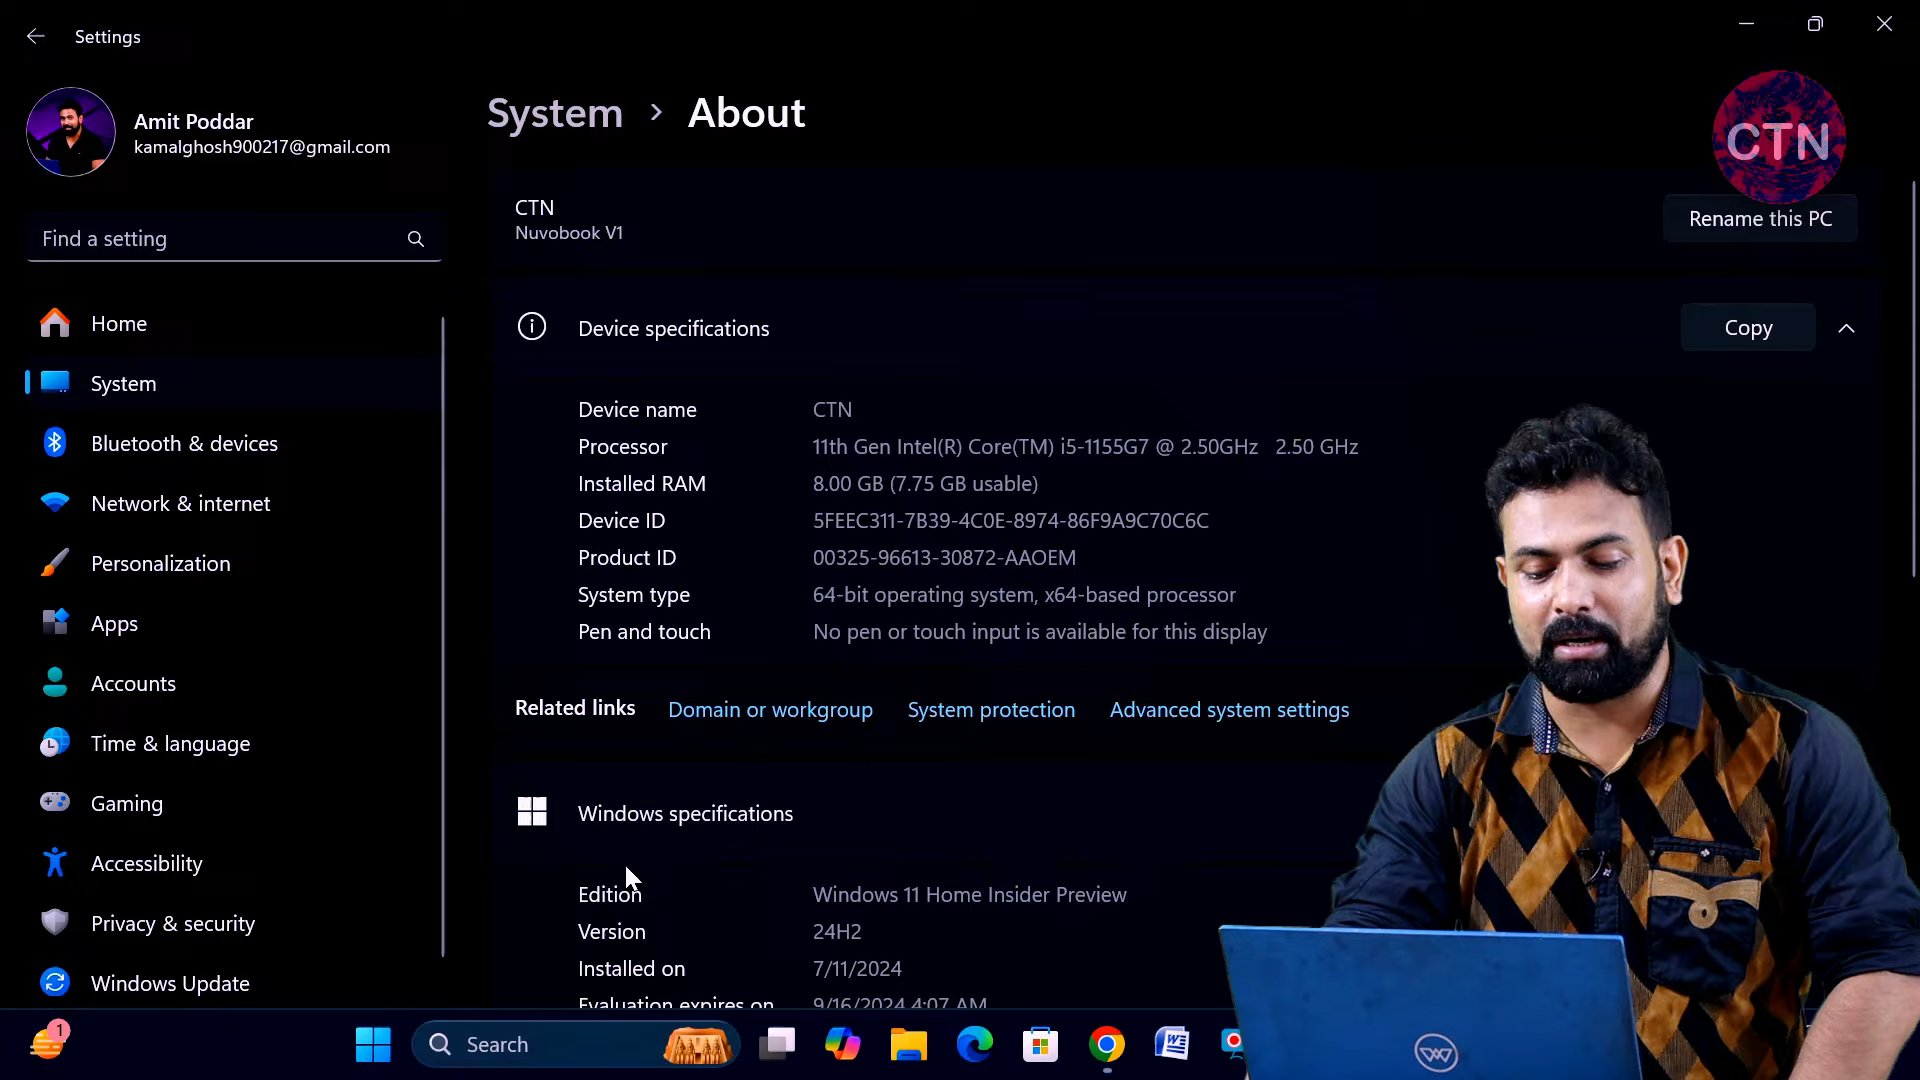 Settings
Amit Poddar
kamalghosh900217@gmail.com
Find a setting
Home
System
Bluetooth & devices
Network & internet
Personalization
Apps
Accounts
Time & language
Gaming
Accessibility
Privacy & security
Windows Update
System > About
CTN
CTN
Nuvobook V1
Rename this PC
Device specifications
Copy
Device name CTN
Processor 11th Gen Intel(R) Core(TM) i5-1155G7 @ 2.50GHz 2.50 GHz
Installed RAM 8.00 GB (7.75 GB usable)
Device ID 5FEEC311-7B39-4C0E-8974-86F9A9C70C6C
Product ID 00325-96613-30872-AAOEM
System type 64-bit operating system, x64-based processor
Pen and touch No pen or touch input is available for this display
Related links Domain or workgroup System protection Advanced system settings
Windows specifications
Edition Windows 11 Home Insider Preview
Version 24H2
Installed on 7/11/2024
Evaluation expires on 9/16/2024 4:07 AM
1
Search